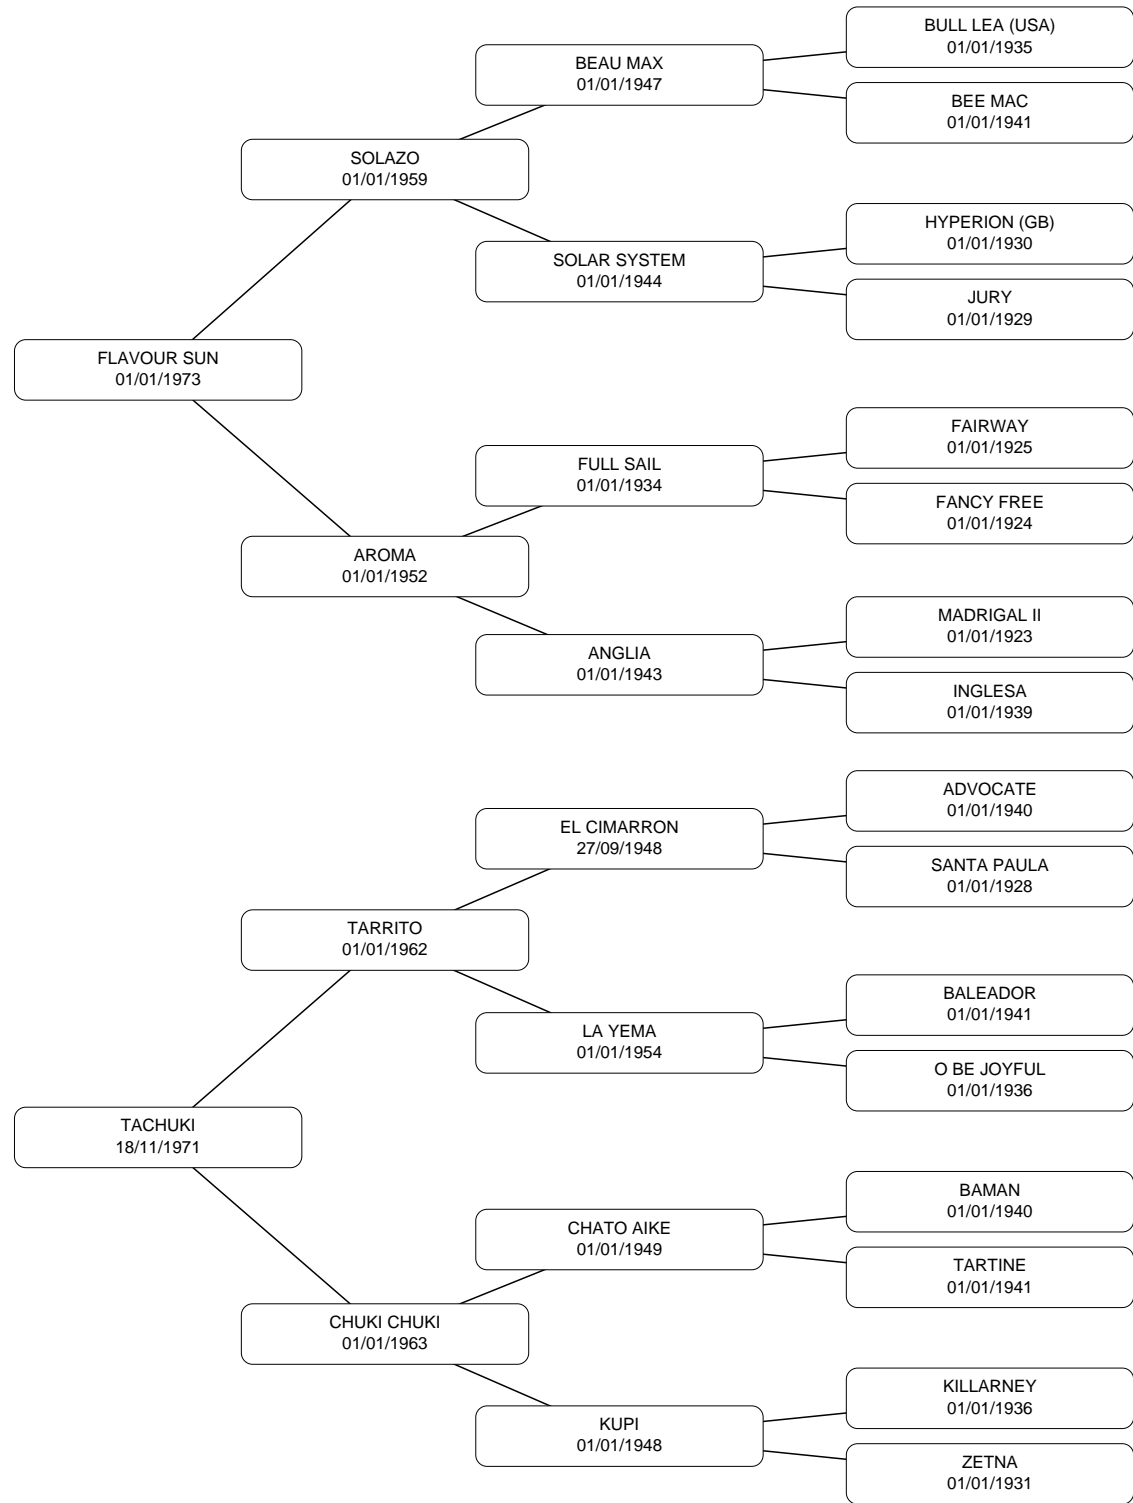 BULL LEA (USA)
01/01/1935
BEAU MAX
01/01/1947
BEE MAC
01/01/1941
SOLAZO
01/01/1959
HYPERION (GB)
01/01/1930
SOLAR SYSTEM
01/01/1944
JURY
01/01/1929
FLAVOUR SUN
01/01/1973
FAIRWAY
01/01/1925
FULL SAIL
01/01/1934
FANCY FREE
01/01/1924
AROMA
01/01/1952
MADRIGAL II
01/01/1923
ANGLIA
01/01/1943
INGLESA
01/01/1939
ADVOCATE
01/01/1940
EL CIMARRON
27/09/1948
SANTA PAULA
01/01/1928
TARRITO
01/01/1962
BALEADOR
01/01/1941
LA YEMA
01/01/1954
O BE JOYFUL
01/01/1936
TACHUKI
18/11/1971
BAMAN
01/01/1940
CHATO AIKE
01/01/1949
TARTINE
01/01/1941
CHUKI CHUKI
01/01/1963
KILLARNEY
01/01/1936
KUPI
01/01/1948
ZETNA
01/01/1931